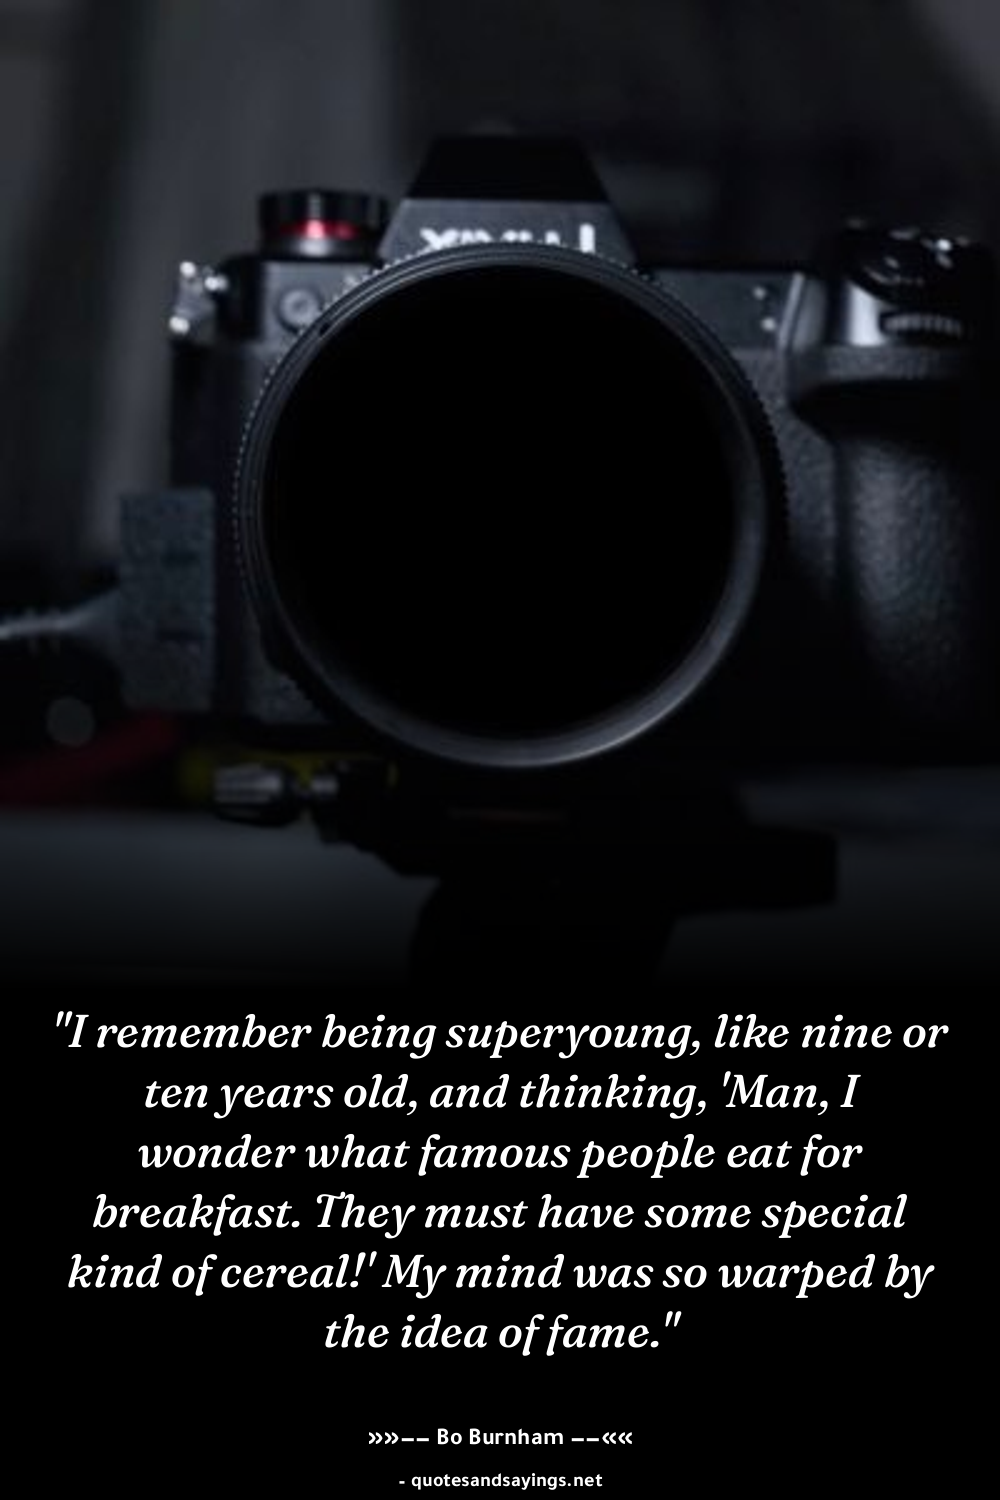 "I remember being superyoung, like nine or
ten years old, and thinking, 'Man, I
wonder what famous people eat for
breakfast. They must have some special
kind of cereal!' My mind was so warped by
the idea of fame."
»»−− Bo Burnham −−««
- quotesandsayings.net